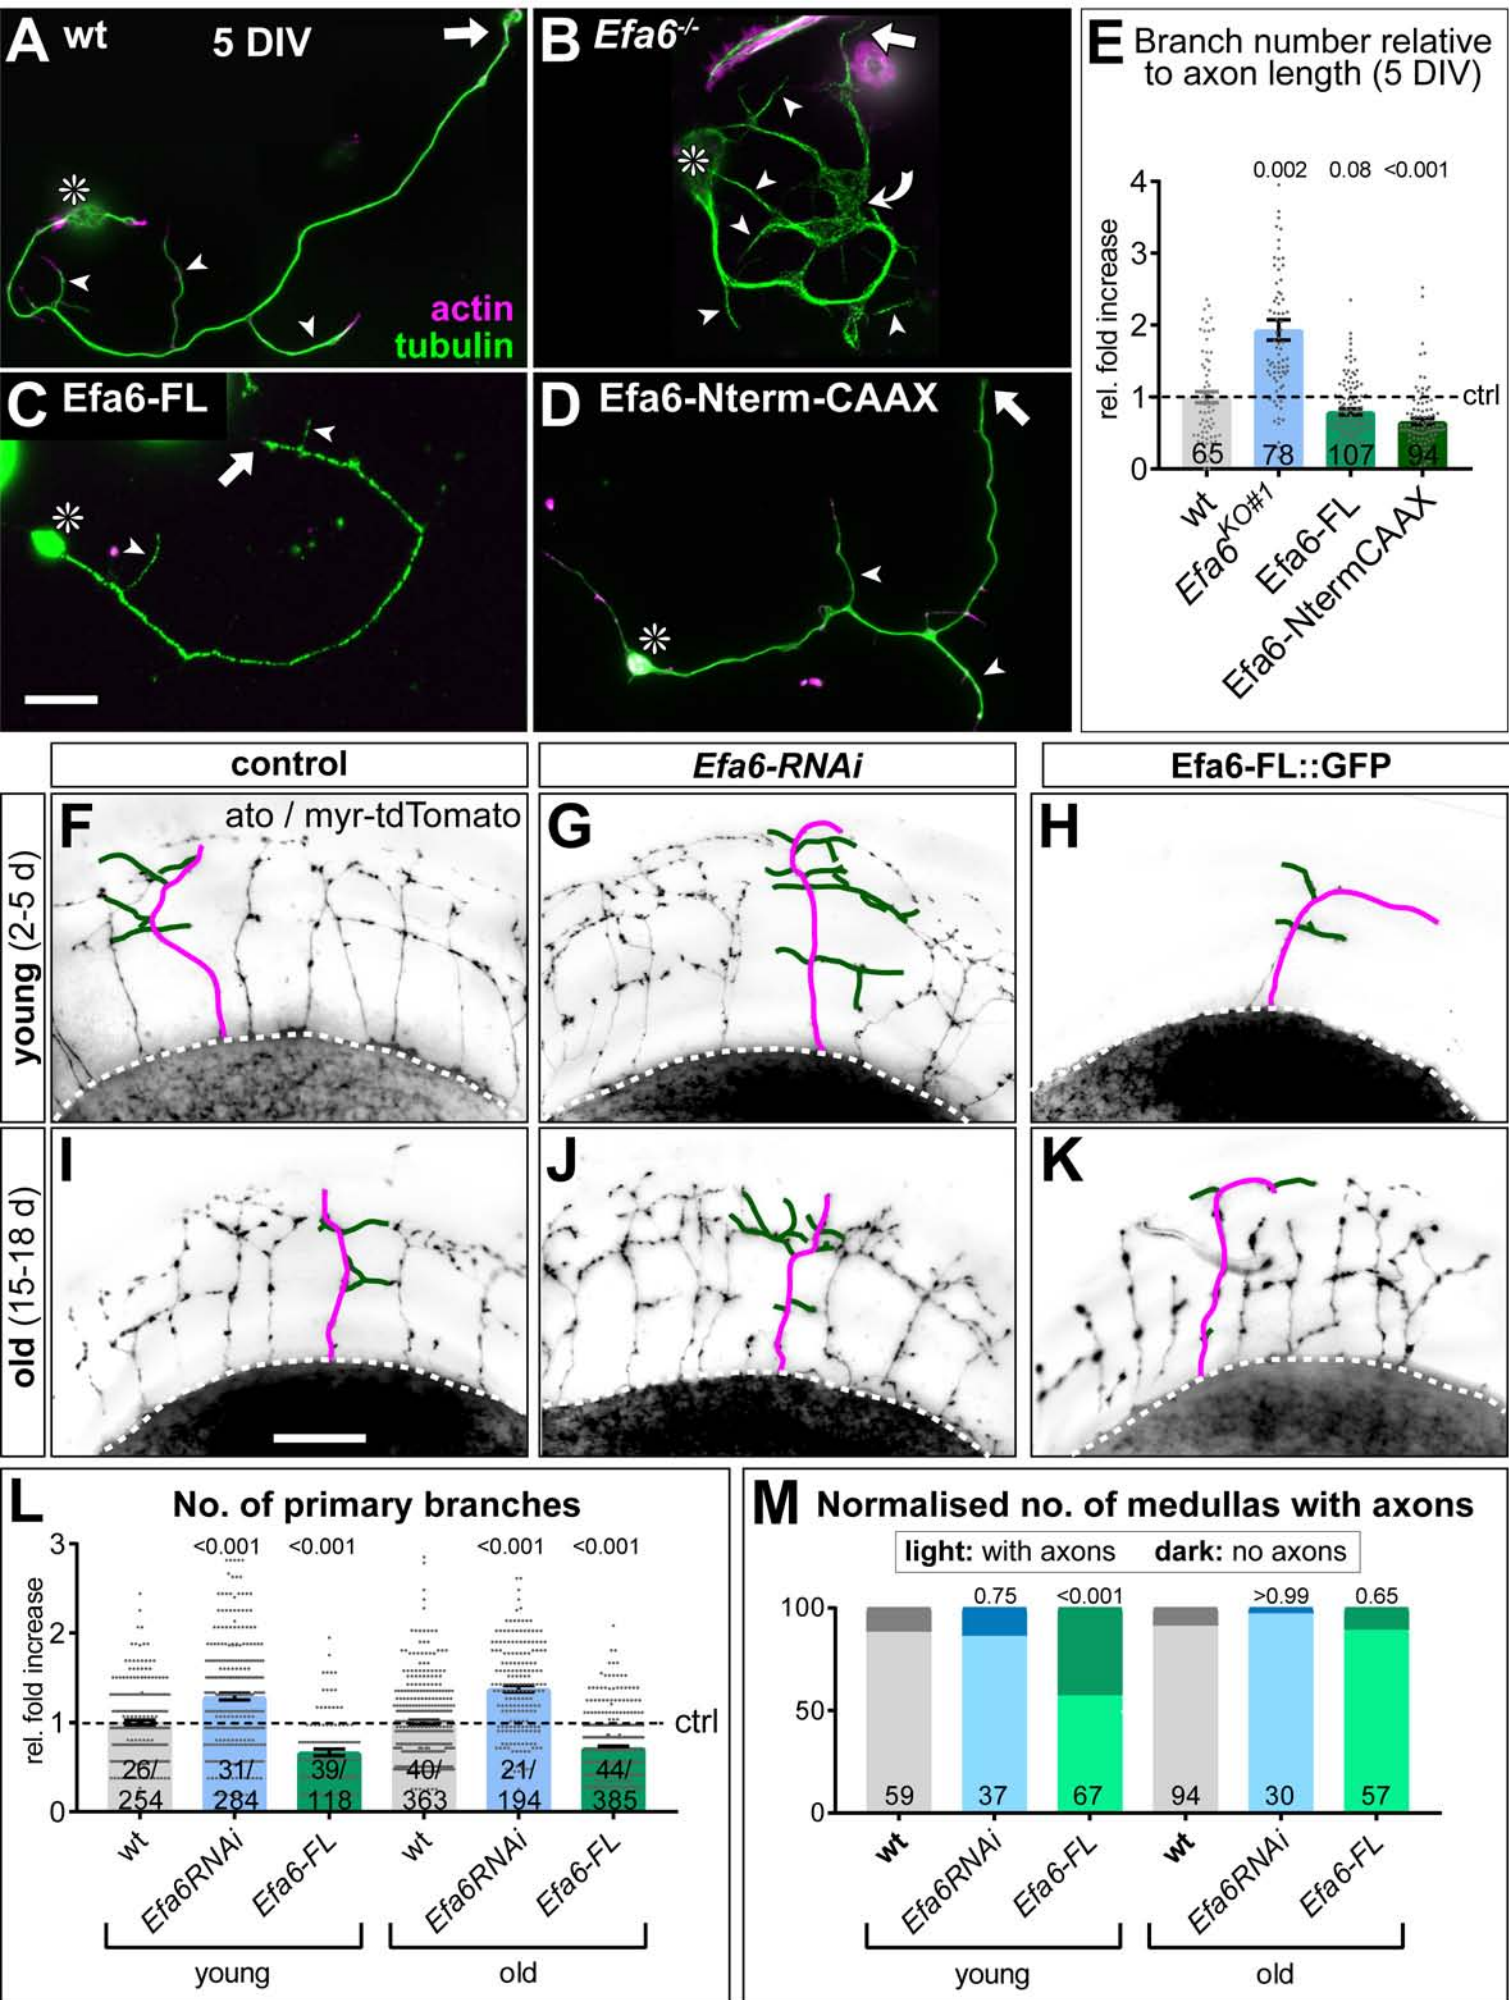 A wt 5 DIV
actin
tubulin
B Efa6-/-
C Efa6-FL
D Efa6-Nterm-CAAX
E Branch number relative
to axon length (5 DIV)
rel. fold increase
4
3
2
1
0
0.002 0.08 <0.001
ctrl
65 78 107 94
wt
Efa6KO#1
Efa6-FL
Efa6-NtermCAAX
control
Efa6-RNAi
Efa6-FL::GFP
young (2-5 d)
F ato / myr-tdTomato
G
H
old (15-18 d)
I
J
K
L No. of primary branches
rel. fold increase
3
2
1
0
<0.001 <0.001 <0.001 <0.001
ctrl
26/ 31/ 39/ 40/ 21/ 44/
254 284 118 363 194 385
wt
Efa6RNAi
Efa6-FL
wt
Efa6RNAi
Efa6-FL
young old
M Normalised no. of medullas with axons
light: with axons dark: no axons
0.75 <0.001 >0.99 0.65
100
50
0
59 37 67 94 30 57
wt
Efa6RNAi
Efa6-FL
wt
Efa6RNAi
Efa6-FL
young old